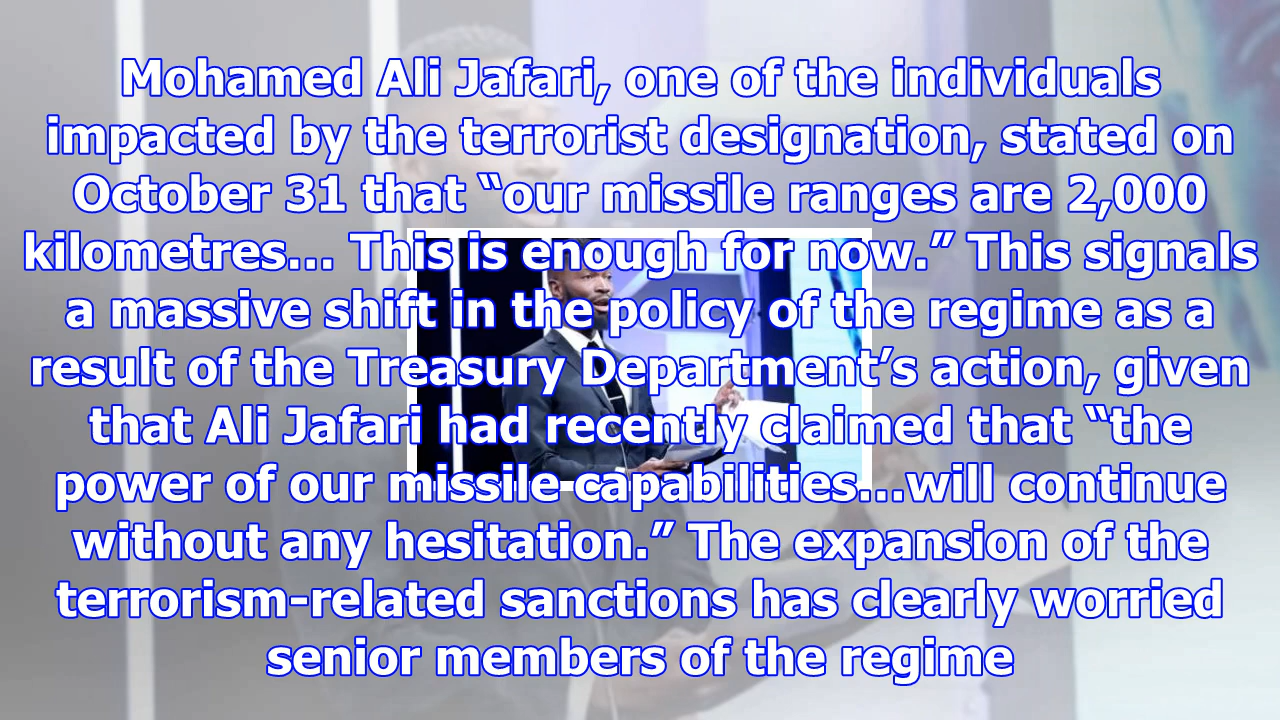 Mohamed Ali Jafari, one of the individuals
impacted by the terrorist designation, stated on
October 31 that “our missile ranges are 2,000
kilometres... This is enough for now.” This signals
a massive shift in the policy of the regime as a
result of the Treasury Department’s action, given
that Ali Jafari had recently claimed that “the
power of our missile capabilities...will continue
without any hesitation.” The expansion of the
terrorism-related sanctions has clearly worried
senior members of the regime